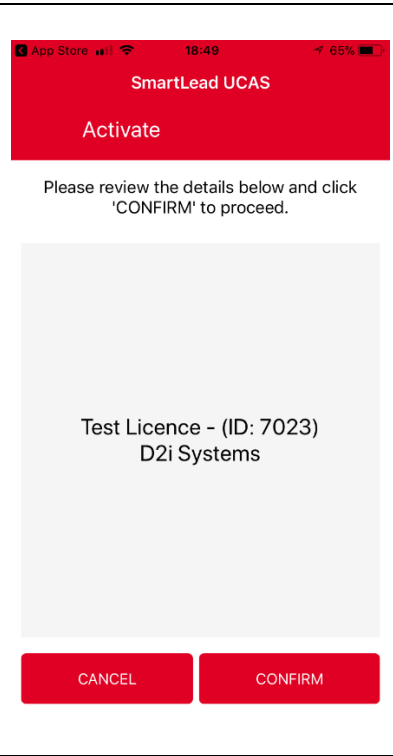 App Store 18:49 65%
SmartLead UCAS
Activate
Please review the details below and click
'CONFIRM' to proceed.
Test Licence - (ID: 7023)
D2i Systems
CANCEL CONFIRM